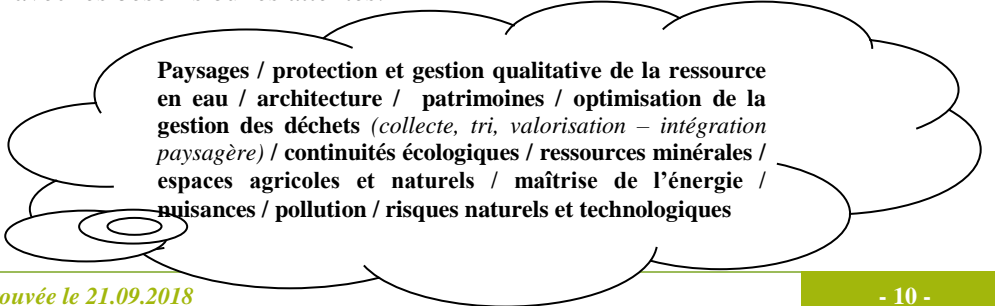 Paysages / protection et gestion qualitative de la ressource
en eau / architecture / patrimoines / optimisation de la
gestion des déchets (collecte, tri, valorisation – intégration
paysagère) / continuités écologiques / ressources minérales /
espaces agricoles et naturels / maîtrise de l'énergie /
nuisances / pollution / risques naturels et technologiques
ouvée le 21.09.2018
- 10 -